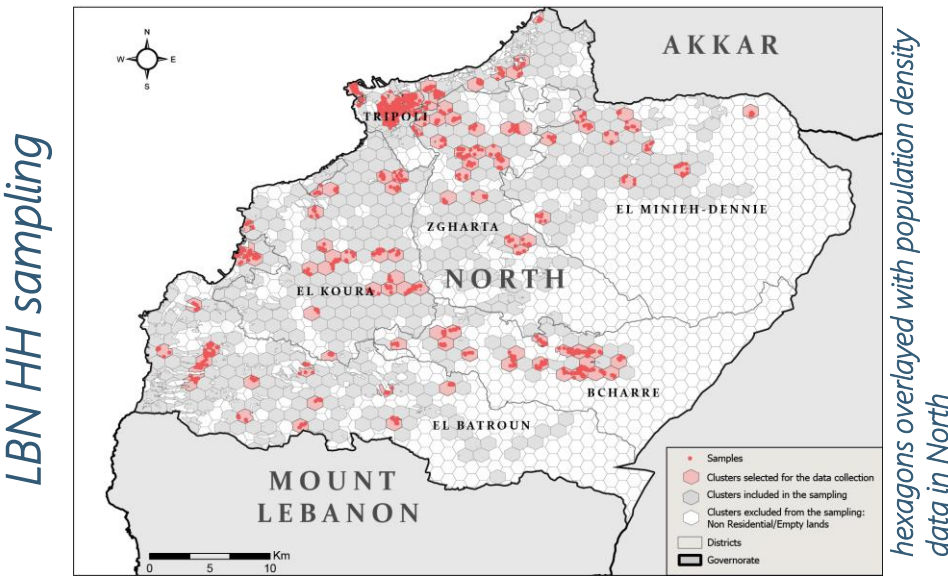 LBN HH sampling
N
W E
S
AKKAR
TRIPOLI
EL MINIEH-DENNIE
ZGHARTA
NORTH
EL KOURA
BCHARRE
EL BATROUN
MOUNT
LEBANON
Km
0 5 10
Samples
Clusters selected for the data collection
Clusters included in the sampling
Clusters excluded from the sampling:
Non Residential/Empty lands
Districts
Governorate
hexagons overlayed with population density
data in North